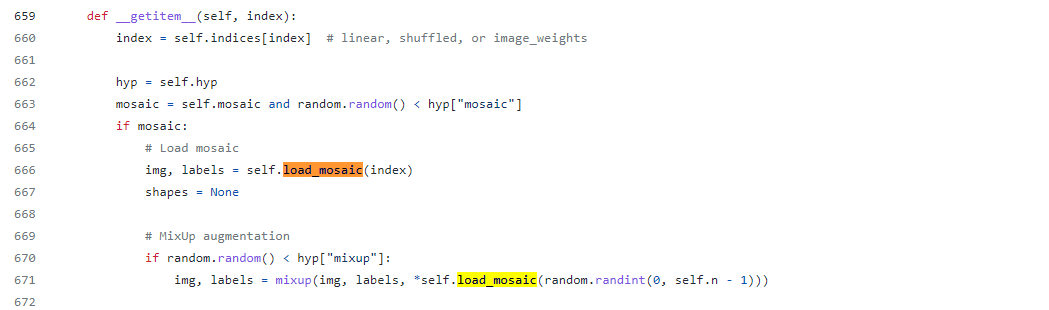 659 def __getitem__(self, index):
660 index = self.indices[index]  # linear, shuffled, or image_weights
661
662 hyp = self.hyp
663 mosaic = self.mosaic and random.random() < hyp["mosaic"]
664 if mosaic:
665 # Load mosaic
666 img, labels = self.load_mosaic(index)
667 shapes = None
668
669 # MixUp augmentation
670 if random.random() < hyp["mixup"]:
671 img, labels = mixup(img, labels, *self.load_mosaic(random.randint(0, self.n - 1)))
672